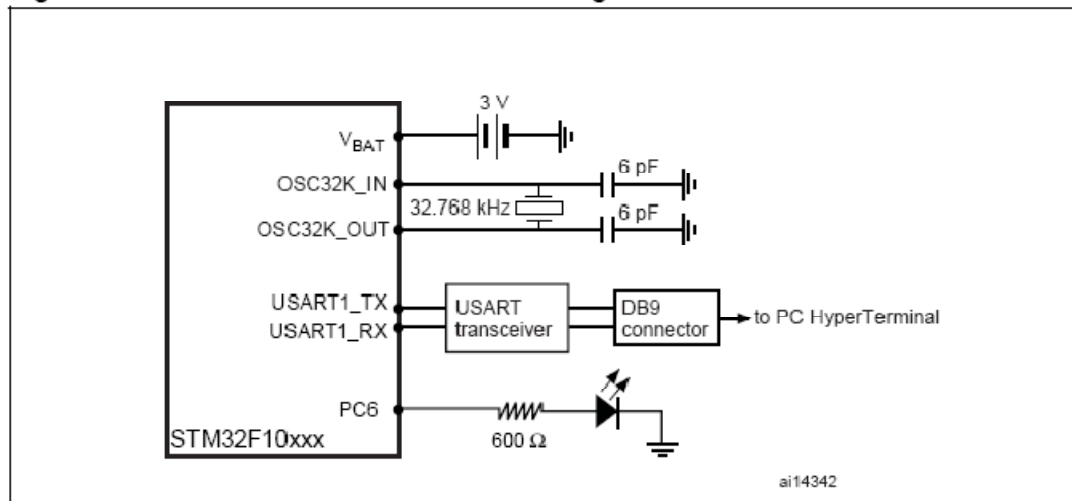 3 V
VBAT
OSC32K_IN
6 pF
32.768 kHz
6 pF
OSC32K_OUT
USART1_TX
USART1_RX
USART
transceiver
DB9
connector
to PC HyperTerminal
PC6
600 Ω
STM32F10xxx
ai14342